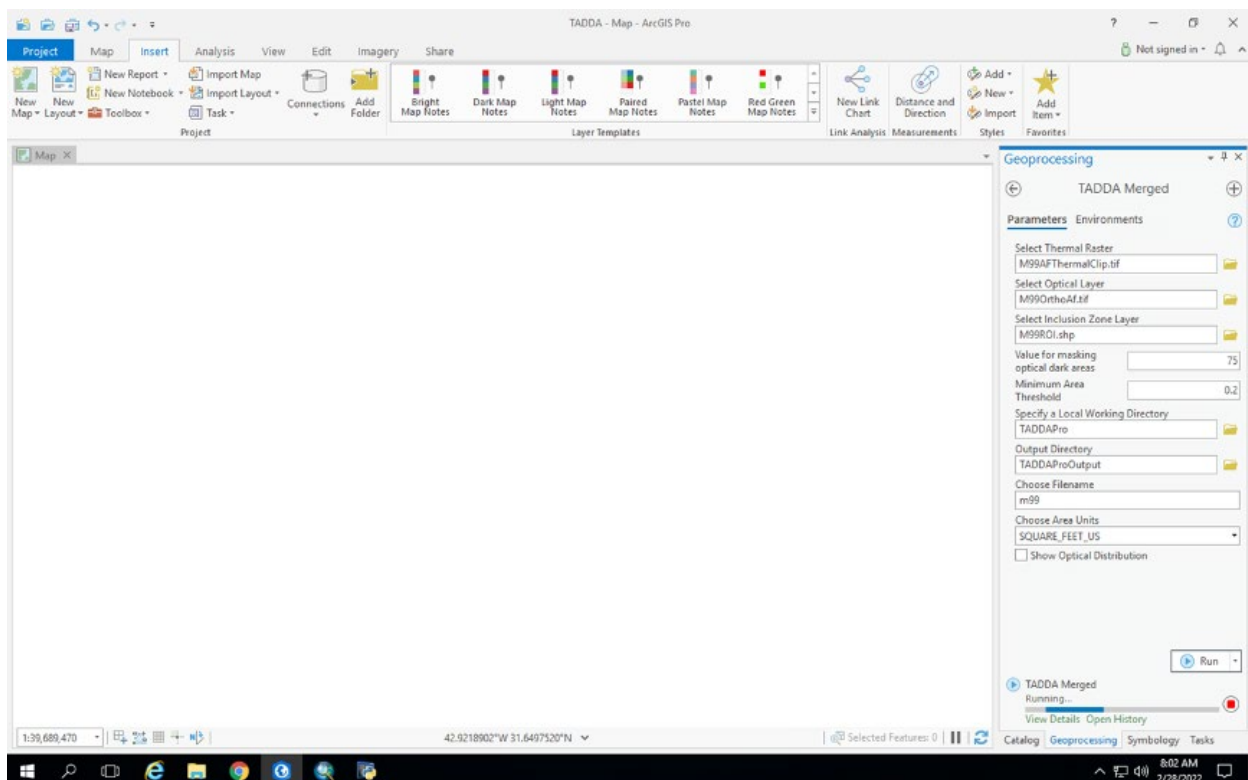 TADDA - Map - ArcGIS Pro
?
Project Map Insert Analysis View Edit Imagery Share
Not signed in
New Map
New Layout
New Report
New Notebook
Toolbox
Import Map
Import Layout
Task
Connections
Add Folder
Bright Map Notes
Dark Map Notes
Light Map Notes
Paired Map Notes
Pastel Map Notes
Red Green Map Notes
New Link Chart
Distance and Direction
Add
New
Import
Add Item
Project
Layer Templates
Link Analysis
Measurements
Styles
Favorites
Map
Geoprocessing
TADDA Merged
Parameters Environments
Select Thermal Raster
M99AFThermalClip.tif
Select Optical Layer
M99OrthoAf.tif
Select Inclusion Zone Layer
M99ROI.shp
Value for masking
optical dark areas
75
Minimum Area
Threshold
0.2
Specify a Local Working Directory
TADDAPro
Output Directory
TADDAProOutput
Choose Filename
m99
Choose Area Units
SQUARE_FEET_US
Show Optical Distribution
Run
TADDA Merged
Running...
View Details Open History
1:39,689,470
42.9218902°W 31.6497520°N
Selected Features: 0
Catalog Geoprocessing Symbology Tasks
8:02 AM
2/28/2022